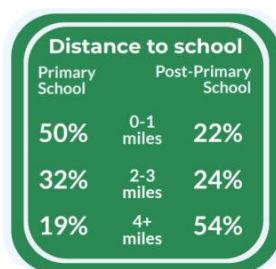 Distance to school
Primary Post-Primary
School School
50% 0-1 miles 22%
32% 2-3 miles 24%
19% 4+ miles 54%